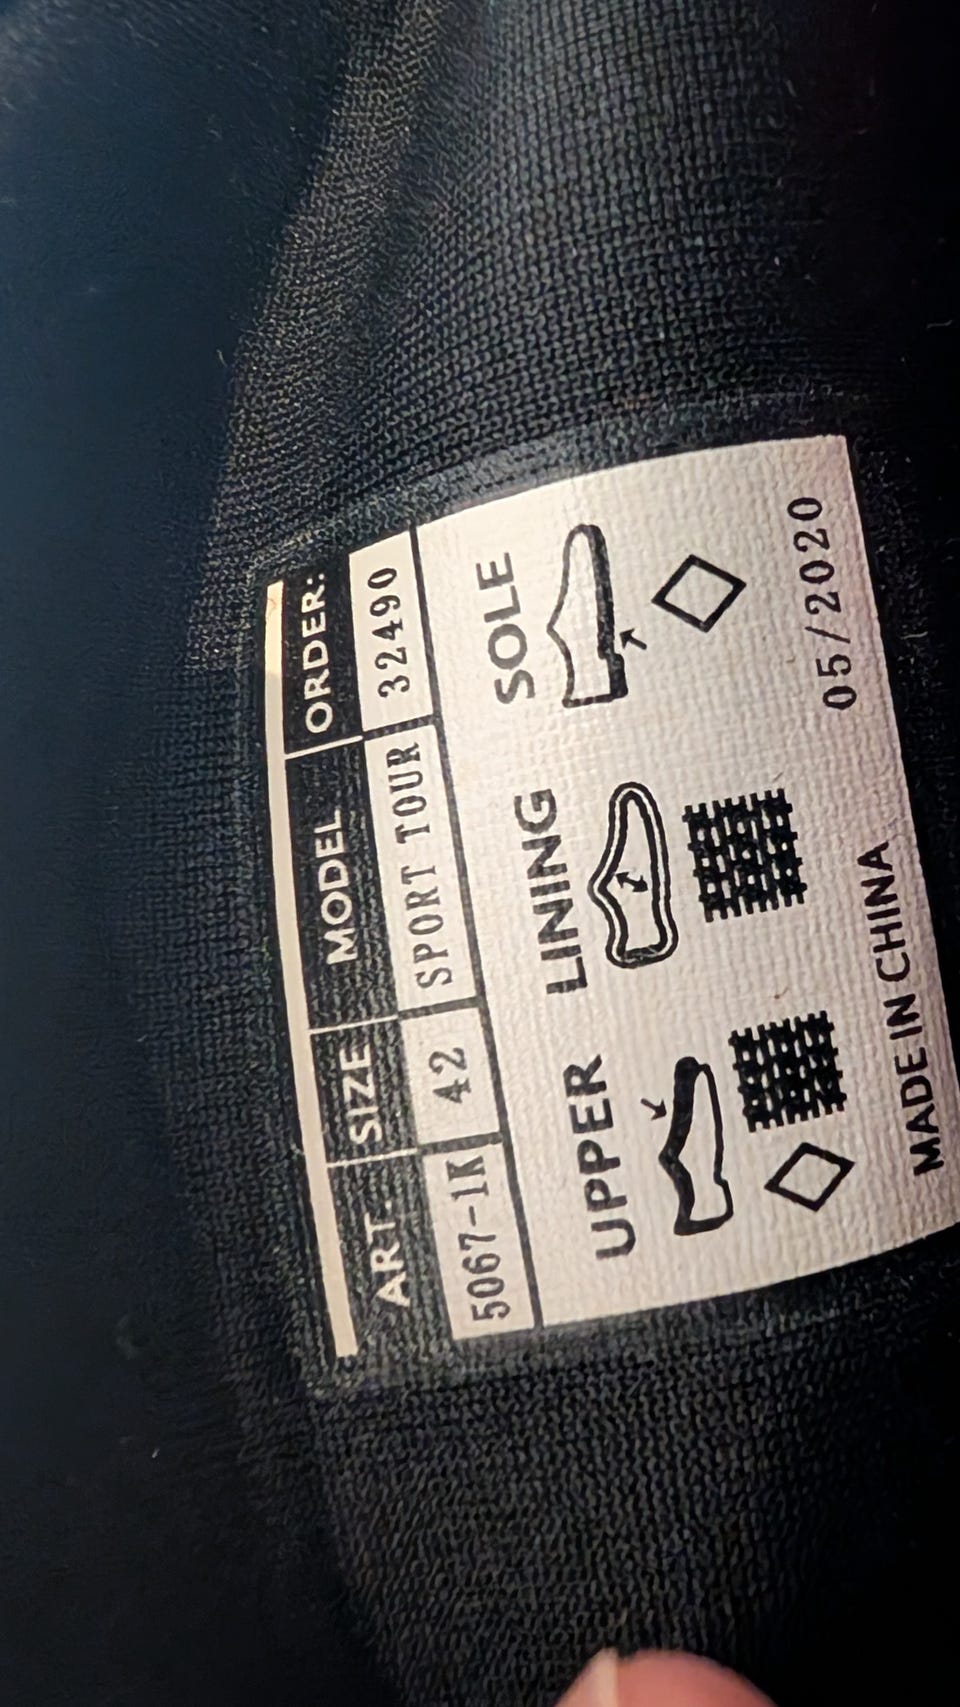 ART. SIZE MODEL ORDER:
5067-1K 42 SPORT TOUR 32490
UPPER LINING SOLE
MADE IN CHINA 05/2020